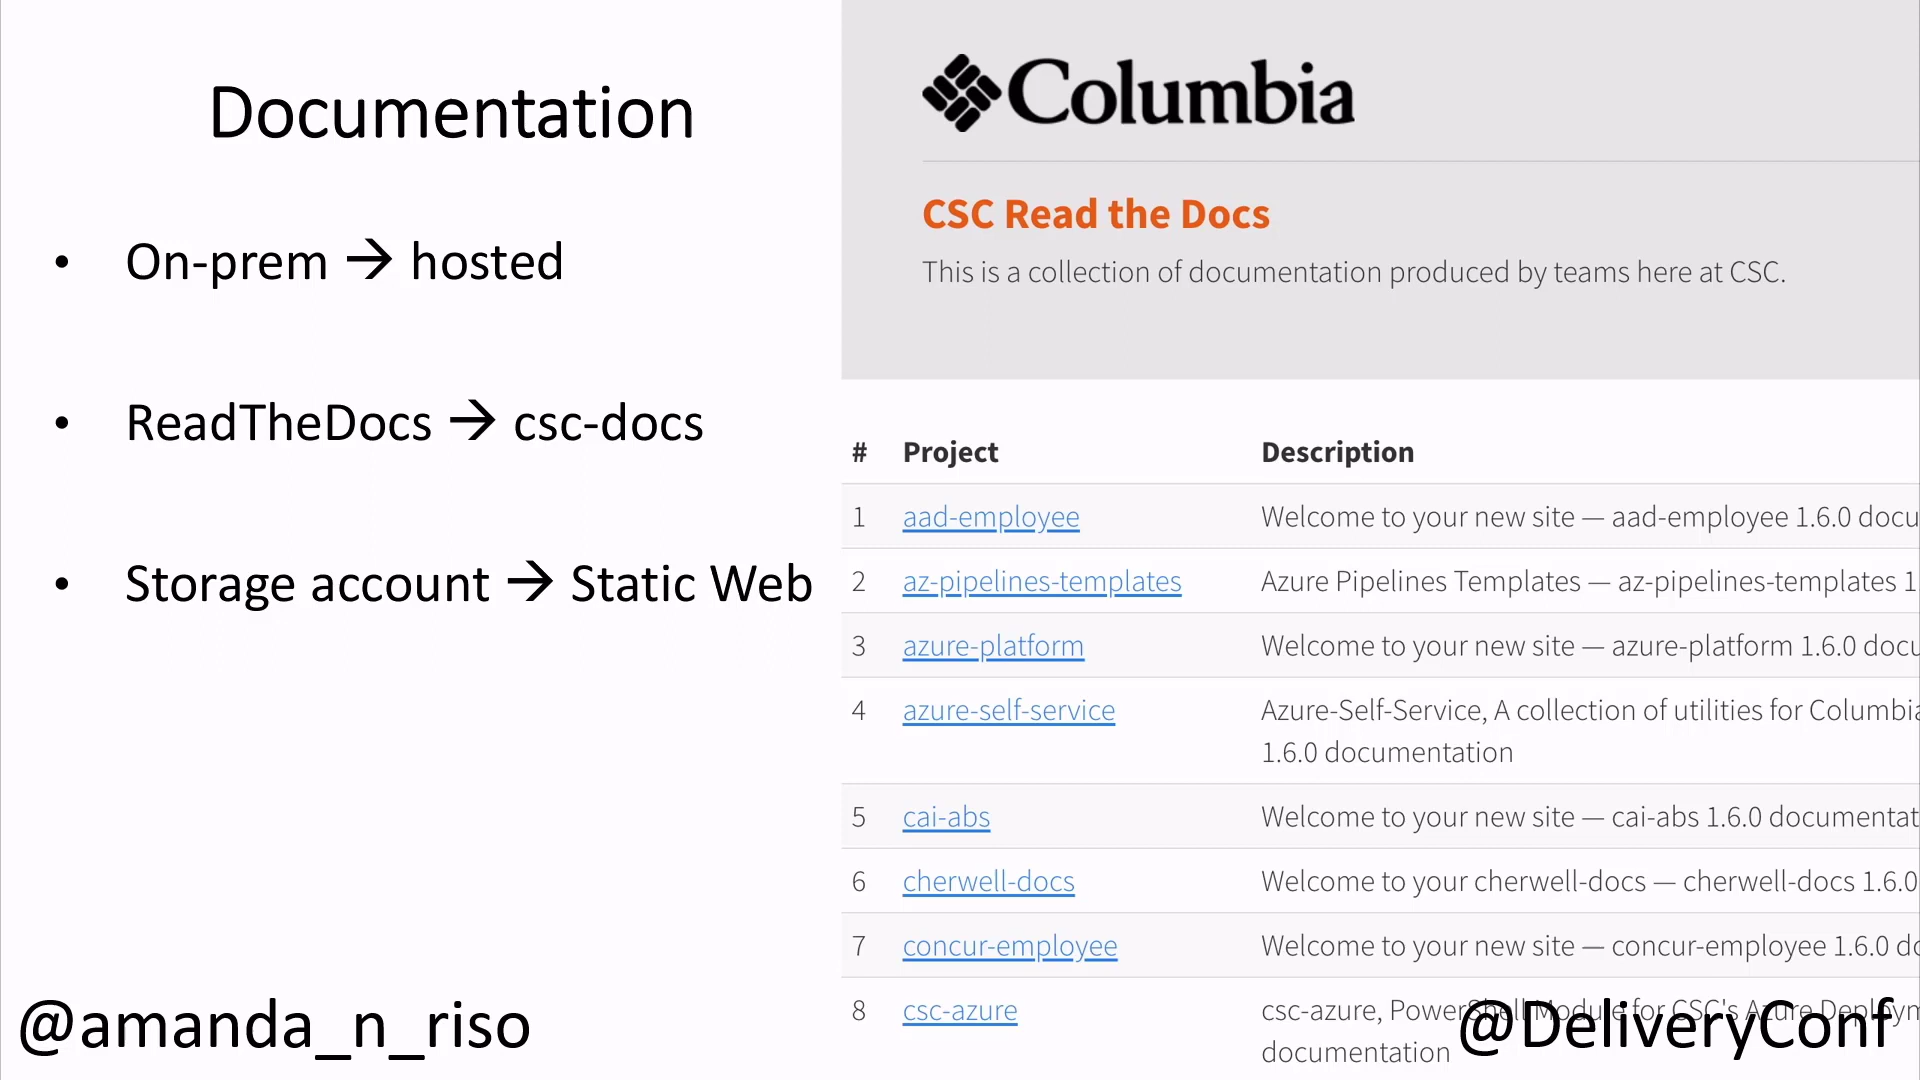 Documentation
• On-prem → hosted
• ReadTheDocs → csc-docs
• Storage account → Static Web
@amanda_n_riso
Columbia
CSC Read the Docs
This is a collection of documentation produced by teams here at CSC.
# Project Description
1 aad-employee Welcome to your new site — aad-employee 1.6.0 docu
2 az-pipelines-templates Azure Pipelines Templates — az-pipelines-templates 1
3 azure-platform Welcome to your new site — azure-platform 1.6.0 docu
4 azure-self-service Azure-Self-Service, A collection of utilities for Columbia
1.6.0 documentation
5 cai-abs Welcome to your new site — cai-abs 1.6.0 documentat
6 cherwell-docs Welcome to your cherwell-docs — cherwell-docs 1.6.0
7 concur-employee Welcome to your new site — concur-employee 1.6.0 do
8 csc-azure csc-azure, PowerShell Module for CSC's Azure Deploym
documentation
@DeliveryConf